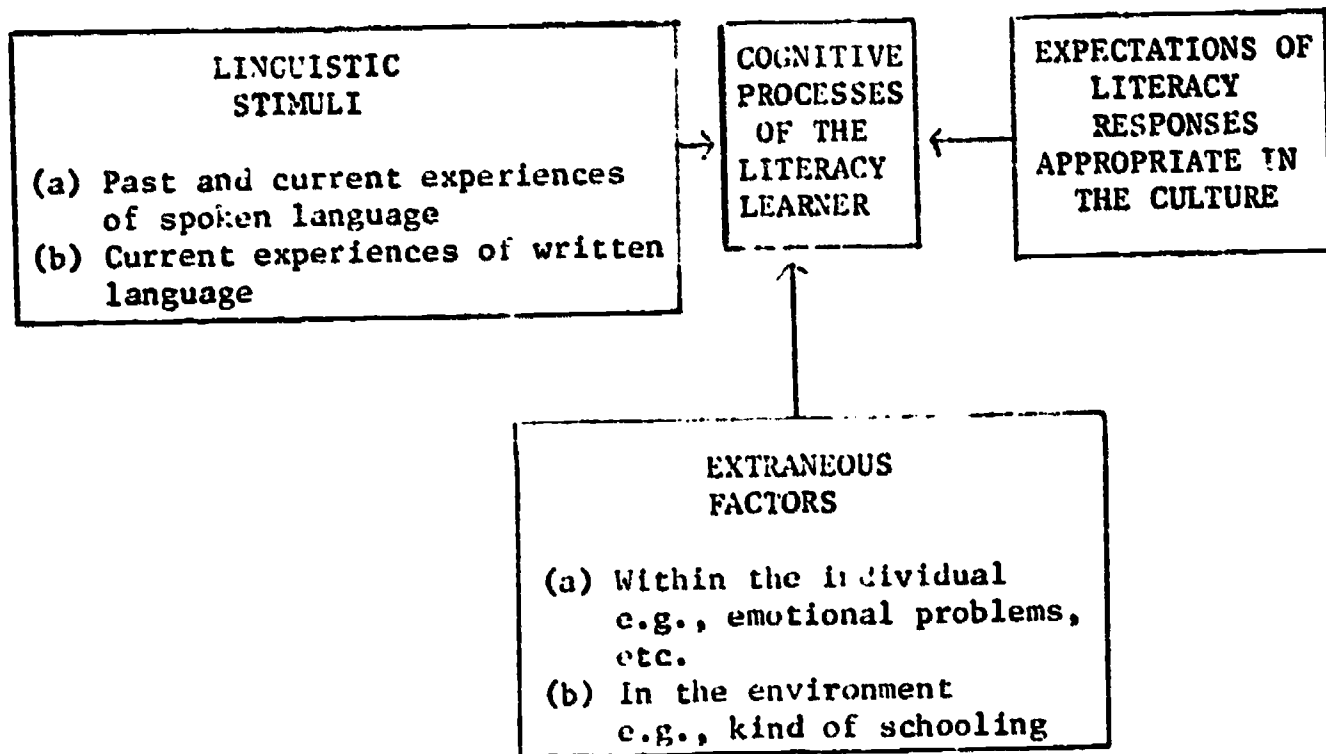 LINGUISTIC
STIMULI
(a) Past and current experiences
of spoken language
(b) Current experiences of written
language
COGNITIVE
PROCESSES
OF THE
LITERACY
LEARNER
EXPECTATIONS OF
LITERACY
RESPONSES
APPROPRIATE IN
THE CULTURE
EXTRANEOUS
FACTORS
(a) Within the individual
e.g., emotional problems,
etc.
(b) In the environment
e.g., kind of schooling